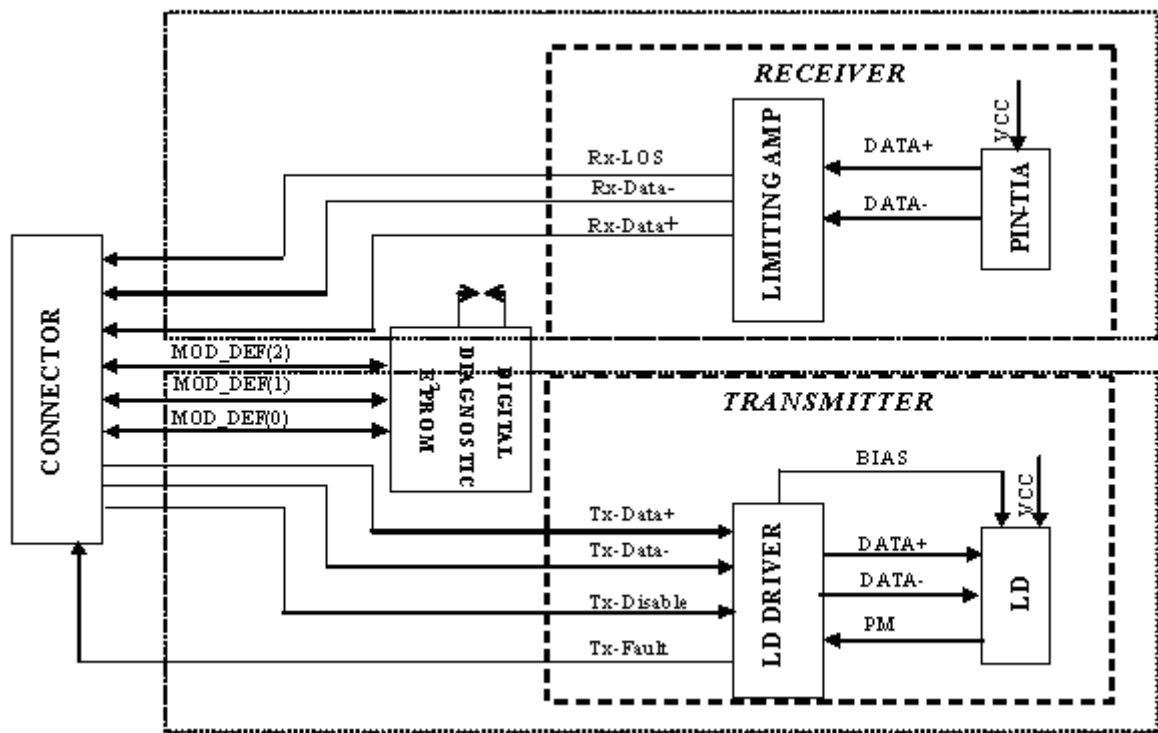 RECEIVER
VCC
LIMITING AMP
DATA+
DATA-
PIN-TIA
Rx-LOS
Rx-Data-
Rx-Data+
CONNECTOR
MOD_DEF(2)
MOD_DEF(1)
MOD_DEF(0)
DIGITAL
DIAGNOSTIC
E²PROM
TRANSMITTER
BIAS
VCC
Tx-Data+
Tx-Data-
Tx-Disable
Tx-Fault
LD DRIVER
DATA+
DATA-
PM
LD